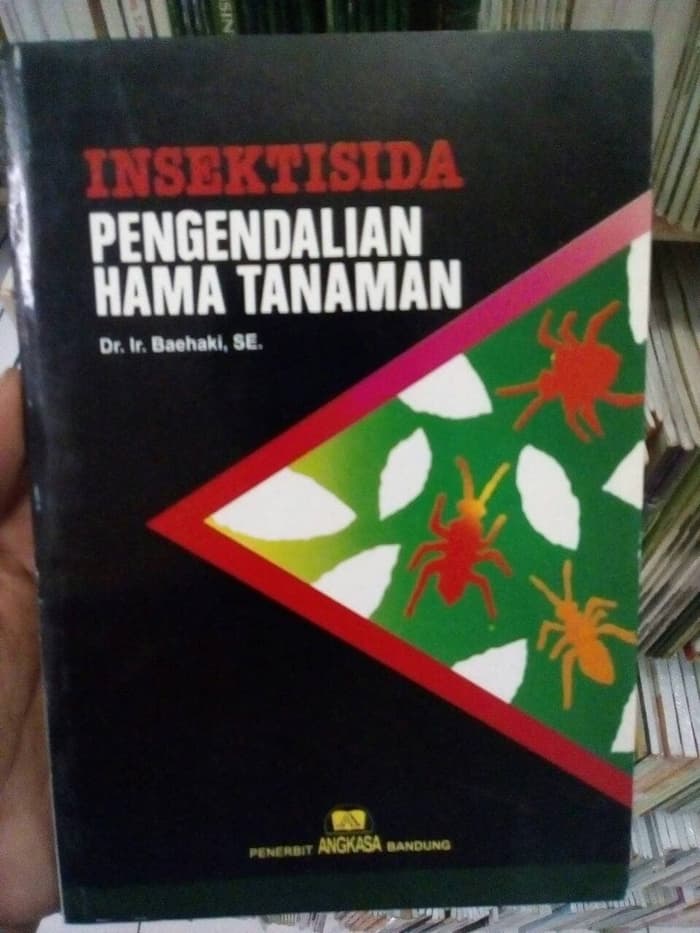 INSEKTISIDA
PENGENDALIAN
HAMA TANAMAN
Dr. Ir. Baehaki, SE.
PENERBIT ANGKASA BANDUNG